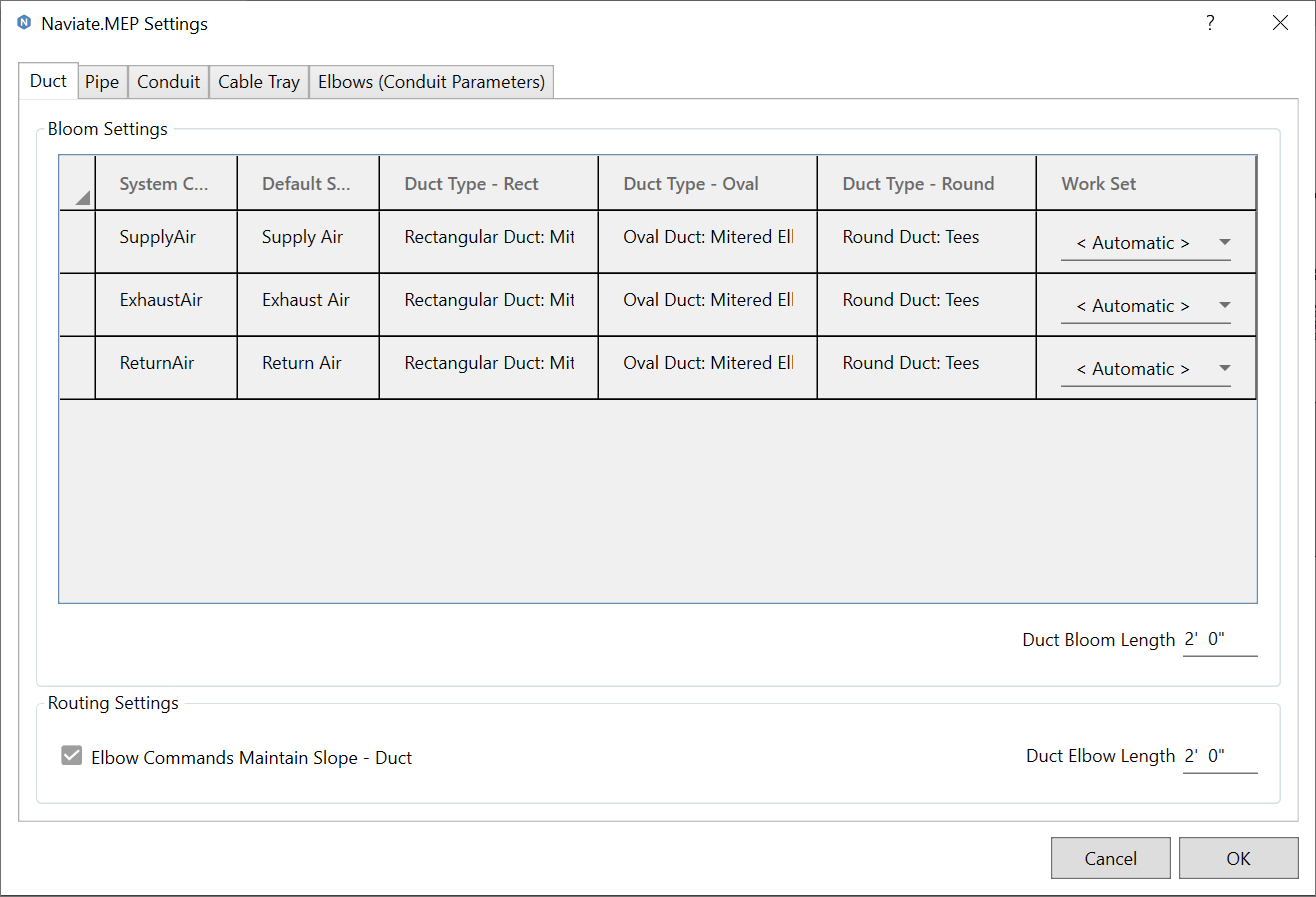 Naviate.MEP Settings ?
Duct Pipe Conduit Cable Tray Elbows (Conduit Parameters)
Bloom Settings
System C... Default S... Duct Type - Rect Duct Type - Oval Duct Type - Round Work Set
SupplyAir Supply Air Rectangular Duct: Mit Oval Duct: Mitered Ell Round Duct: Tees < Automatic >
ExhaustAir Exhaust Air Rectangular Duct: Mit Oval Duct: Mitered Ell Round Duct: Tees < Automatic >
ReturnAir Return Air Rectangular Duct: Mit Oval Duct: Mitered Ell Round Duct: Tees < Automatic >
Duct Bloom Length 2' 0"
Routing Settings
Elbow Commands Maintain Slope - Duct Duct Elbow Length 2' 0"
Cancel OK